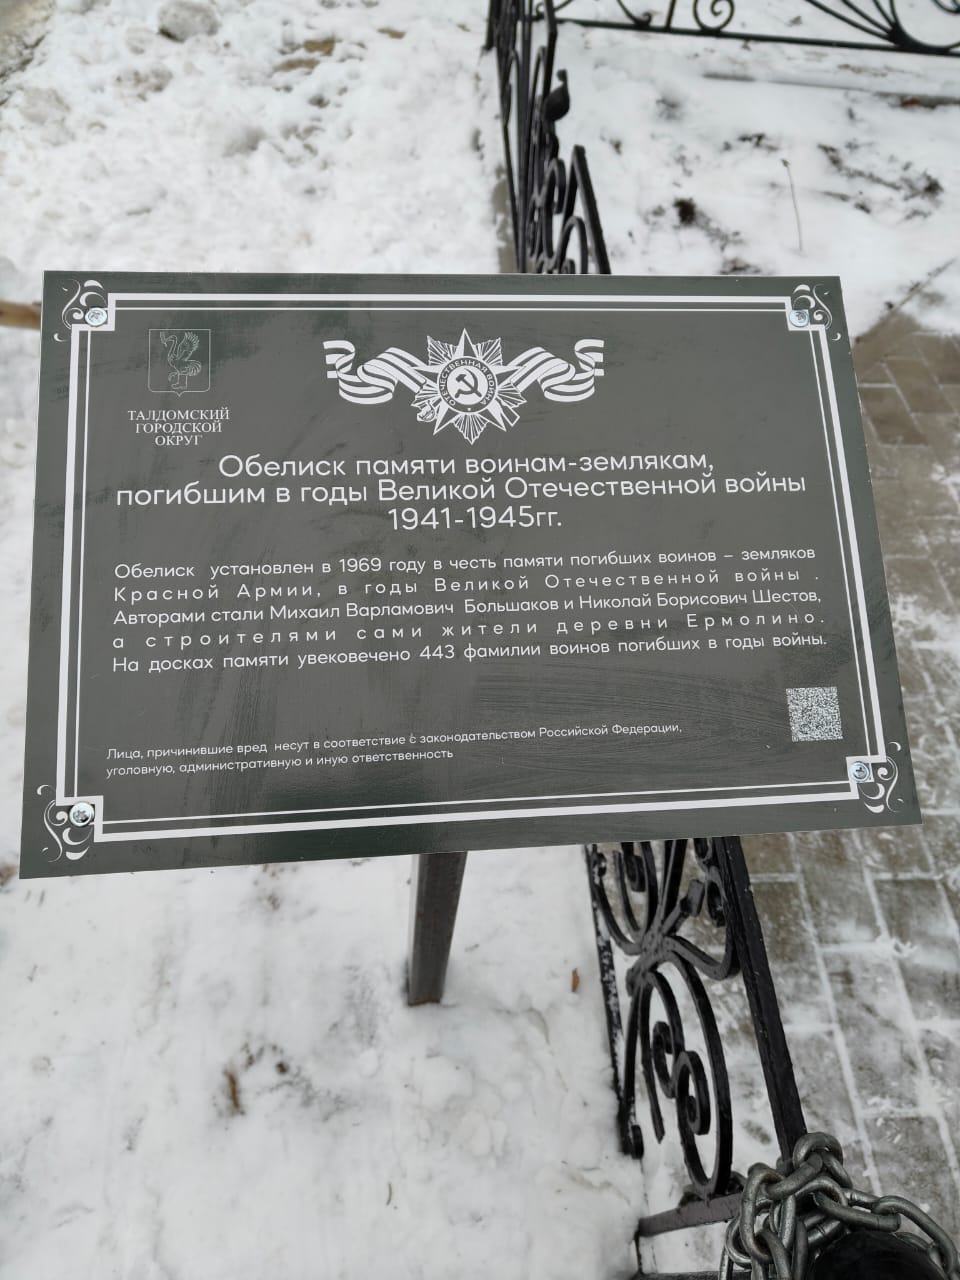 ТАЛДОМСКИЙ
ГОРОДСКОЙ
ОКРУГ
ОТЕЧЕСТВЕННАЯ ВОЙНА
Обелиск памяти воинам-землякам,
погибшим в годы Великой Отечественной войны
1941-1945гг.
Обелиск установлен в 1969 году в честь памяти погибших воинов – земляков
Красной Армии, в годы Великой Отечественной войны .
Авторами стали Михаил Варламович Большаков и Николай Борисович Шестов,
а строителями сами жители деревни Ермолино.
На досках памяти увековечено 443 фамилии воинов погибших в годы войны.
Лица, причинившие вред несут в соответствие с законодательством Российской Федерации,
уголовную, административную и иную ответственность